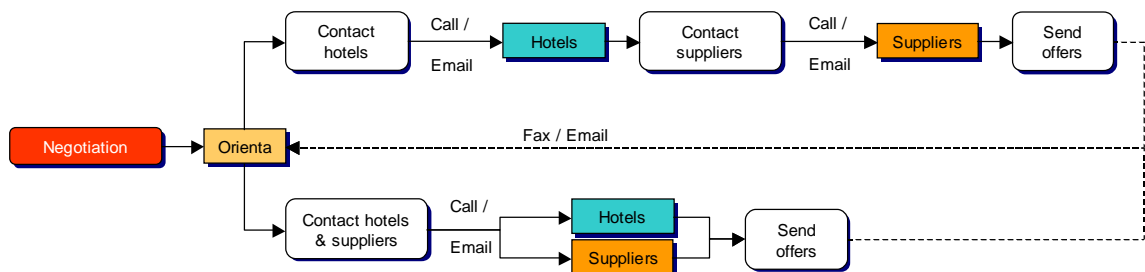 Contact
hotels
Call /
Email
Hotels
Contact
suppliers
Call /
Email
Suppliers
Send
offers
Negotiation
Orienta
Fax / Email
Contact hotels
& suppliers
Call /
Email
Hotels
Suppliers
Send
offers